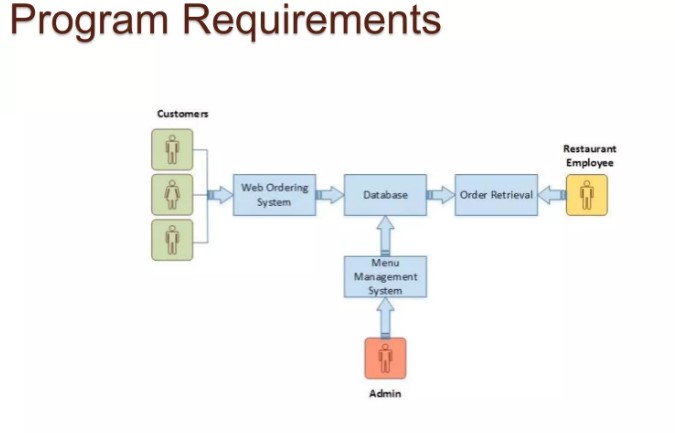 Program Requirements
Customers
Restaurant
Employee
Web Ordering
System
Database
Order Retrieval
Menu
Management
System
Admin